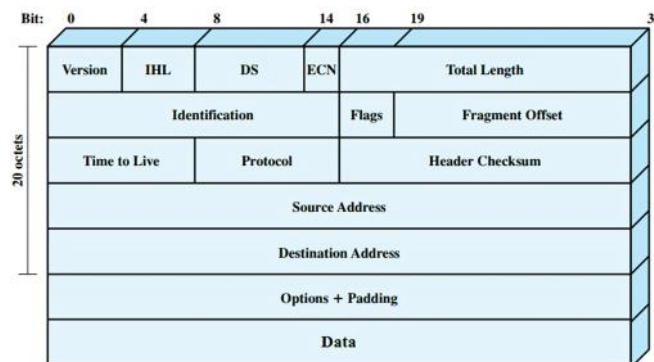 Bit: 0 4 8 14 16 19 3
Version IHL DS ECN Total Length
Identification Flags Fragment Offset
Time to Live Protocol Header Checksum
Source Address
Destination Address
Options + Padding
Data
20 octets